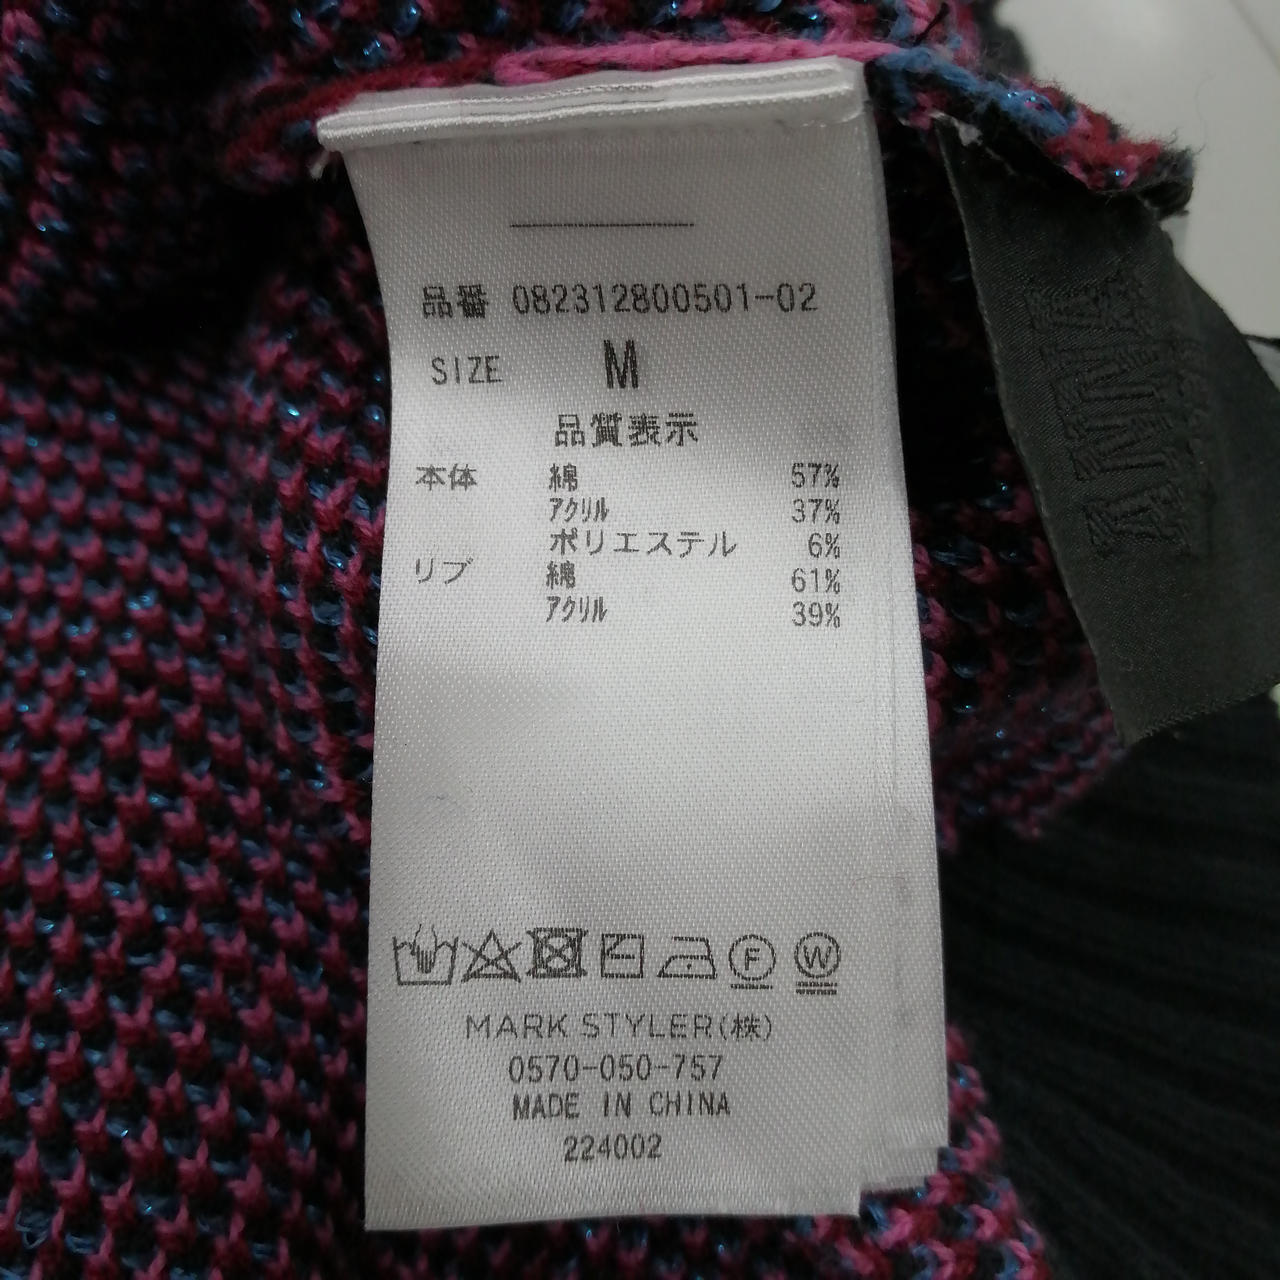 品番 082312800501-02
SIZE M
品質表示
本体 綿 57%
ｱｸﾘﾙ 37%
ポリエステル 6%
リブ 綿 61%
ｱｸﾘﾙ 39%
F W
MARK STYLER(株)
0570-050-757
MADE IN CHINA
224002
ANNA